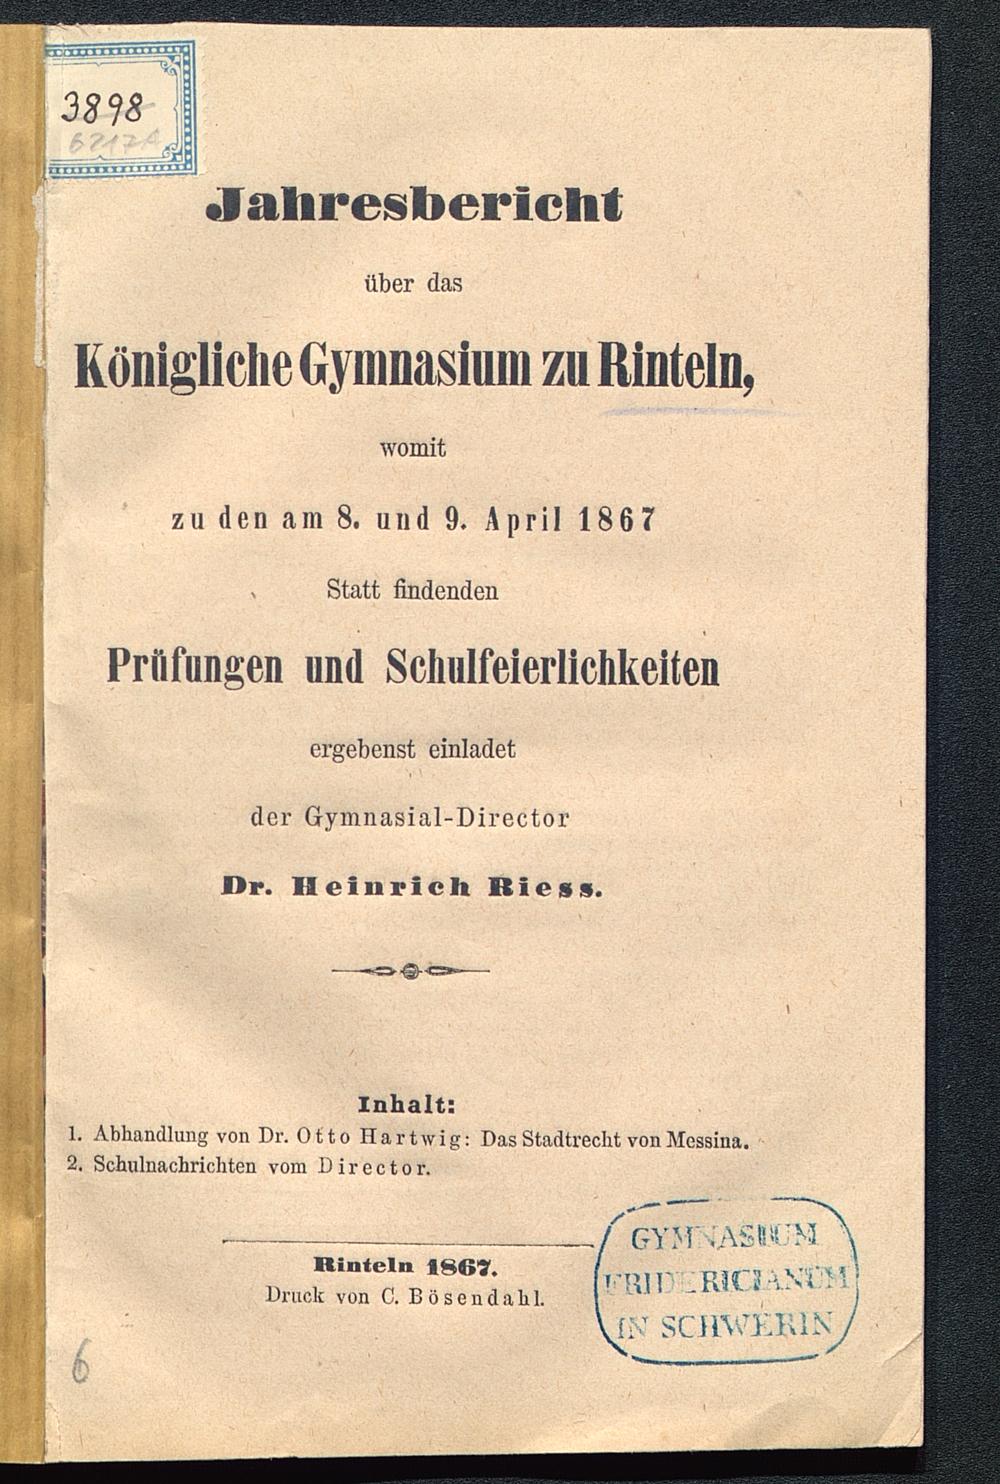 3898
6217A
Jahresbericht
über das
Königliche Gymnasium zu Rinteln,
womit
zu den am 8. und 9. April 1867
Statt findenden
Prüfungen und Schulfeierlichkeiten
ergebenst einladet
der Gymnasial-Director
Dr. Heinrich Riess.
Inhalt:
1. Abhandlung von Dr. Otto Hartwig: Das Stadtrecht von Messina.
2. Schulnachrichten vom Director.
Rinteln 1867.
Druck von C. Bösendahl.
GYMNASIUM
FRIDERICIANUM
IN SCHWERIN
6